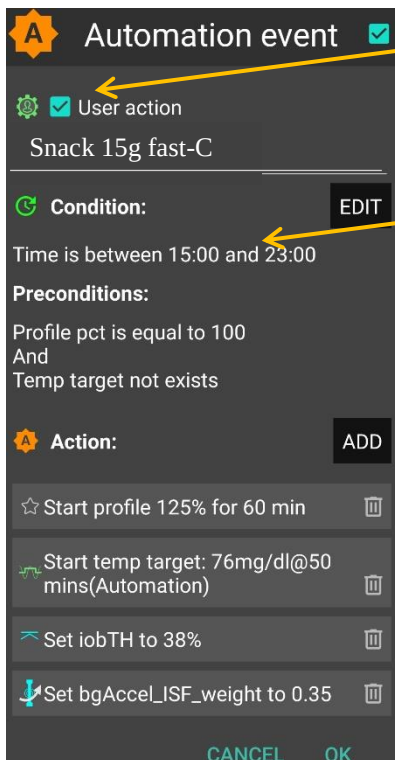 A Automation event
User action
Snack 15g fast-C
Condition:
EDIT
Time is between 15:00 and 23:00
Preconditions:
Profile pct is equal to 100
And
Temp target not exists
A Action:
ADD
Start profile 125% for 60 min
Start temp target: 76mg/dl@50
mins(Automation)
Set iobTH to 38%
Set bgAccel_ISF_weight to 0.35
CANCEL OK